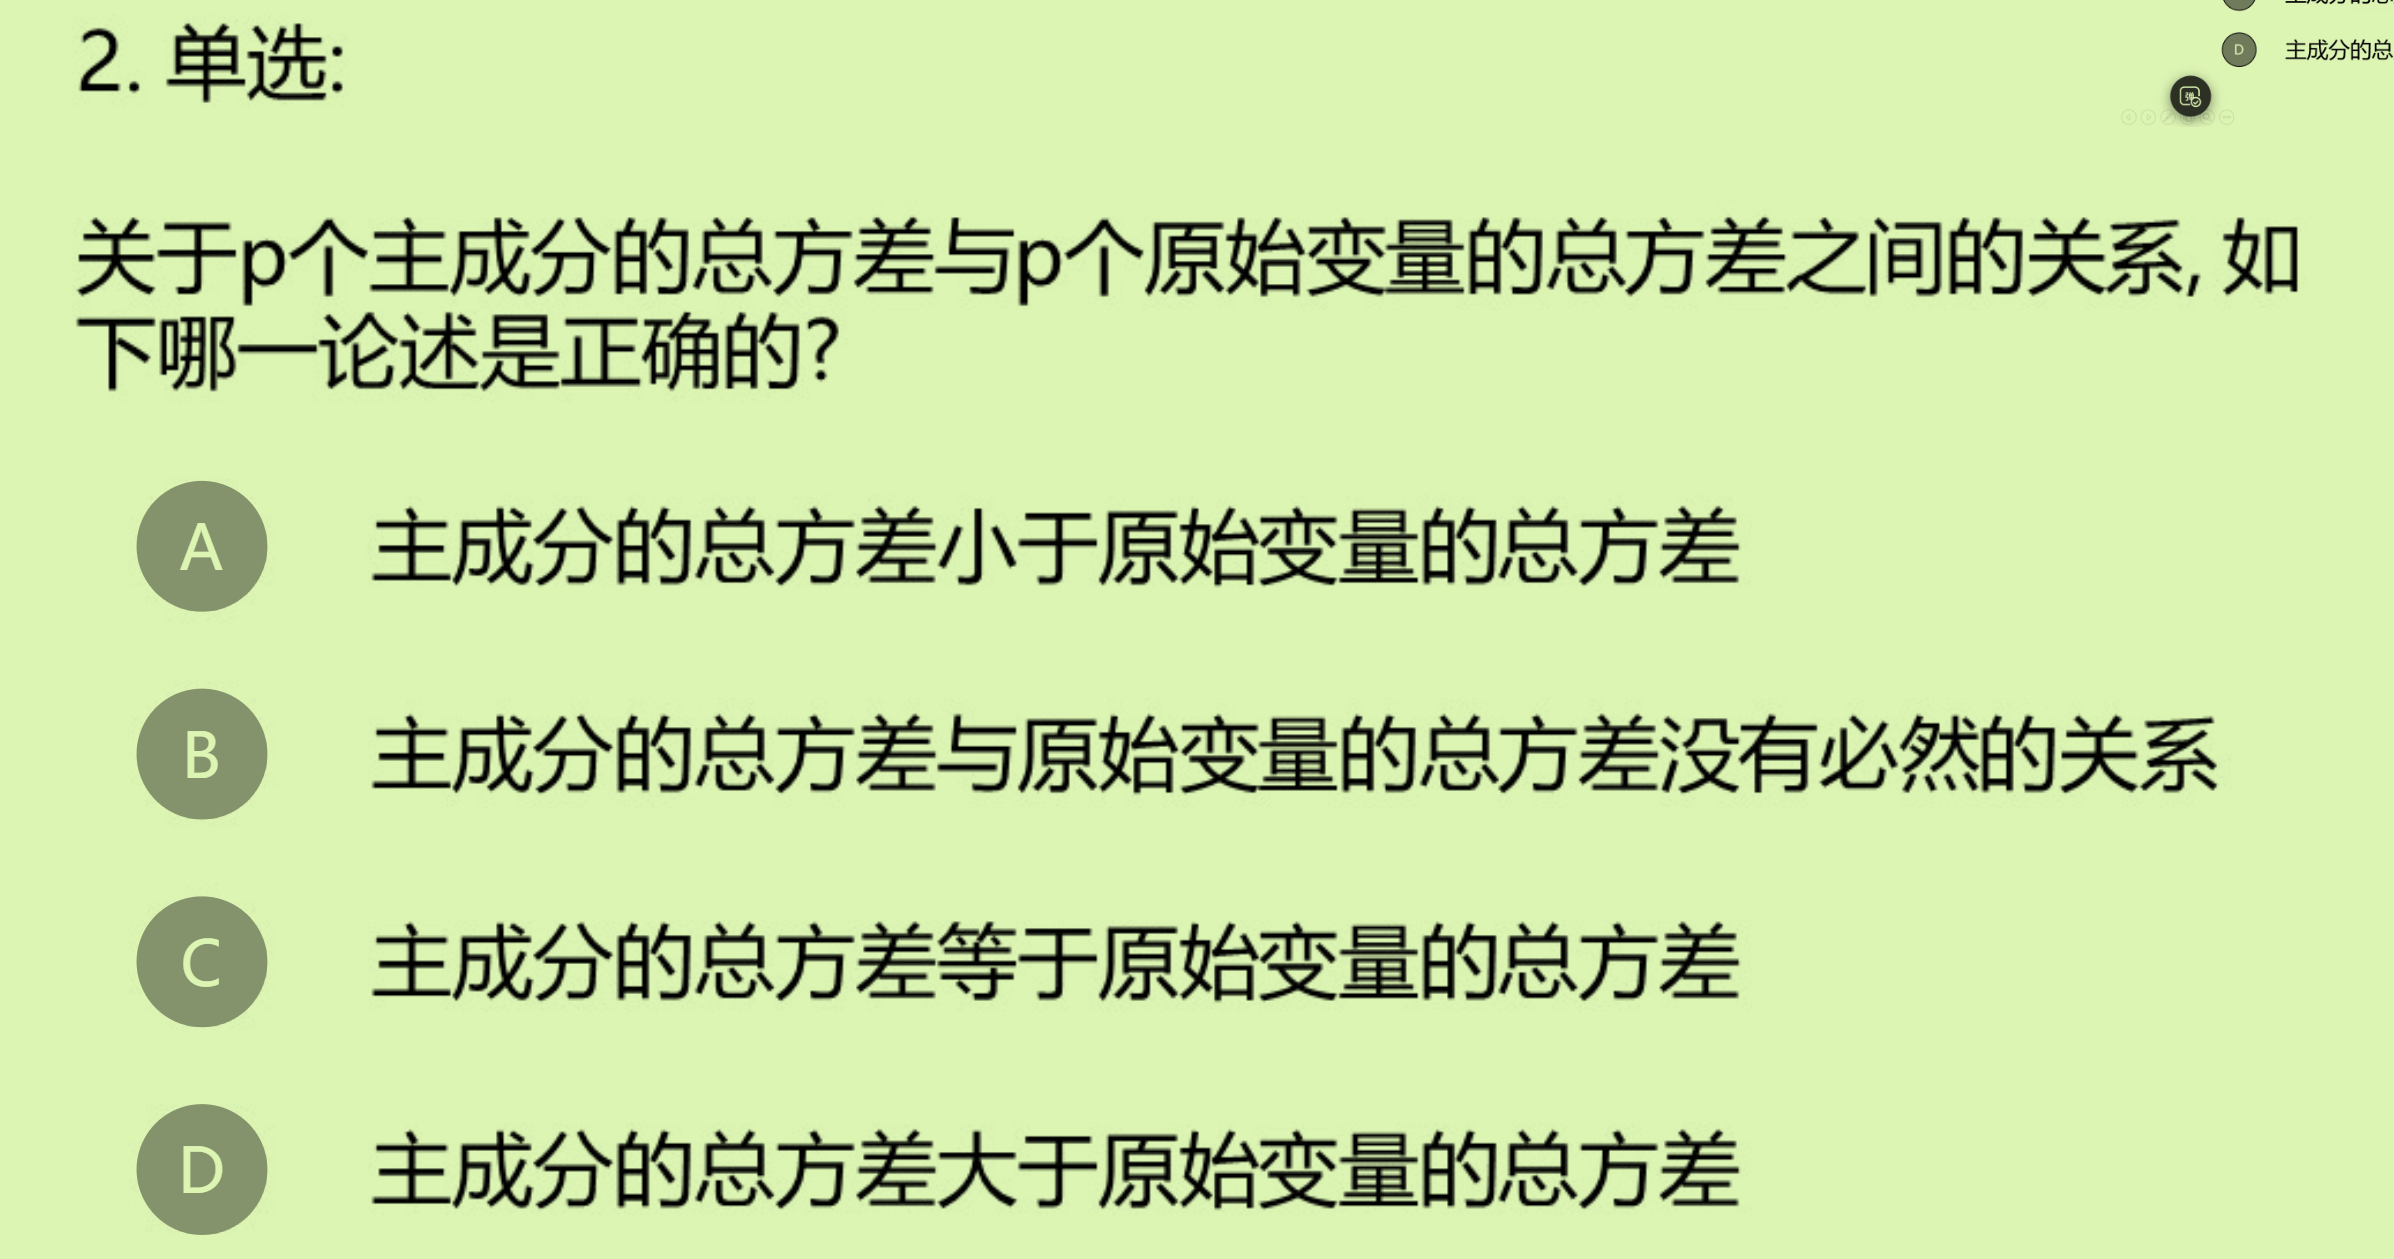 2. 单选:
关于p个主成分的总方差与p个原始变量的总方差之间的关系, 如
下哪一论述是正确的?
A 主成分的总方差小于原始变量的总方差
B 主成分的总方差与原始变量的总方差没有必然的关系
C 主成分的总方差等于原始变量的总方差
D 主成分的总方差大于原始变量的总方差
D 主成分的总
弹